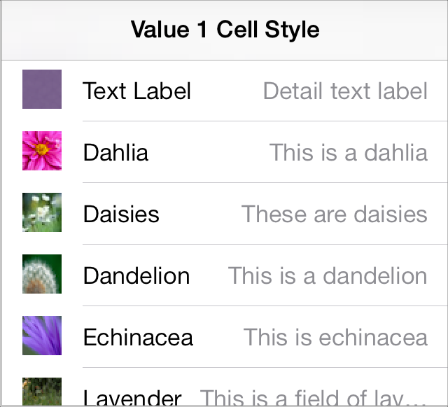 Value 1 Cell Style
Text Label Detail text label
Dahlia This is a dahlia
Daisies These are daisies
Dandelion This is a dandelion
Echinacea This is echinacea
Lavender This is a field of lav…